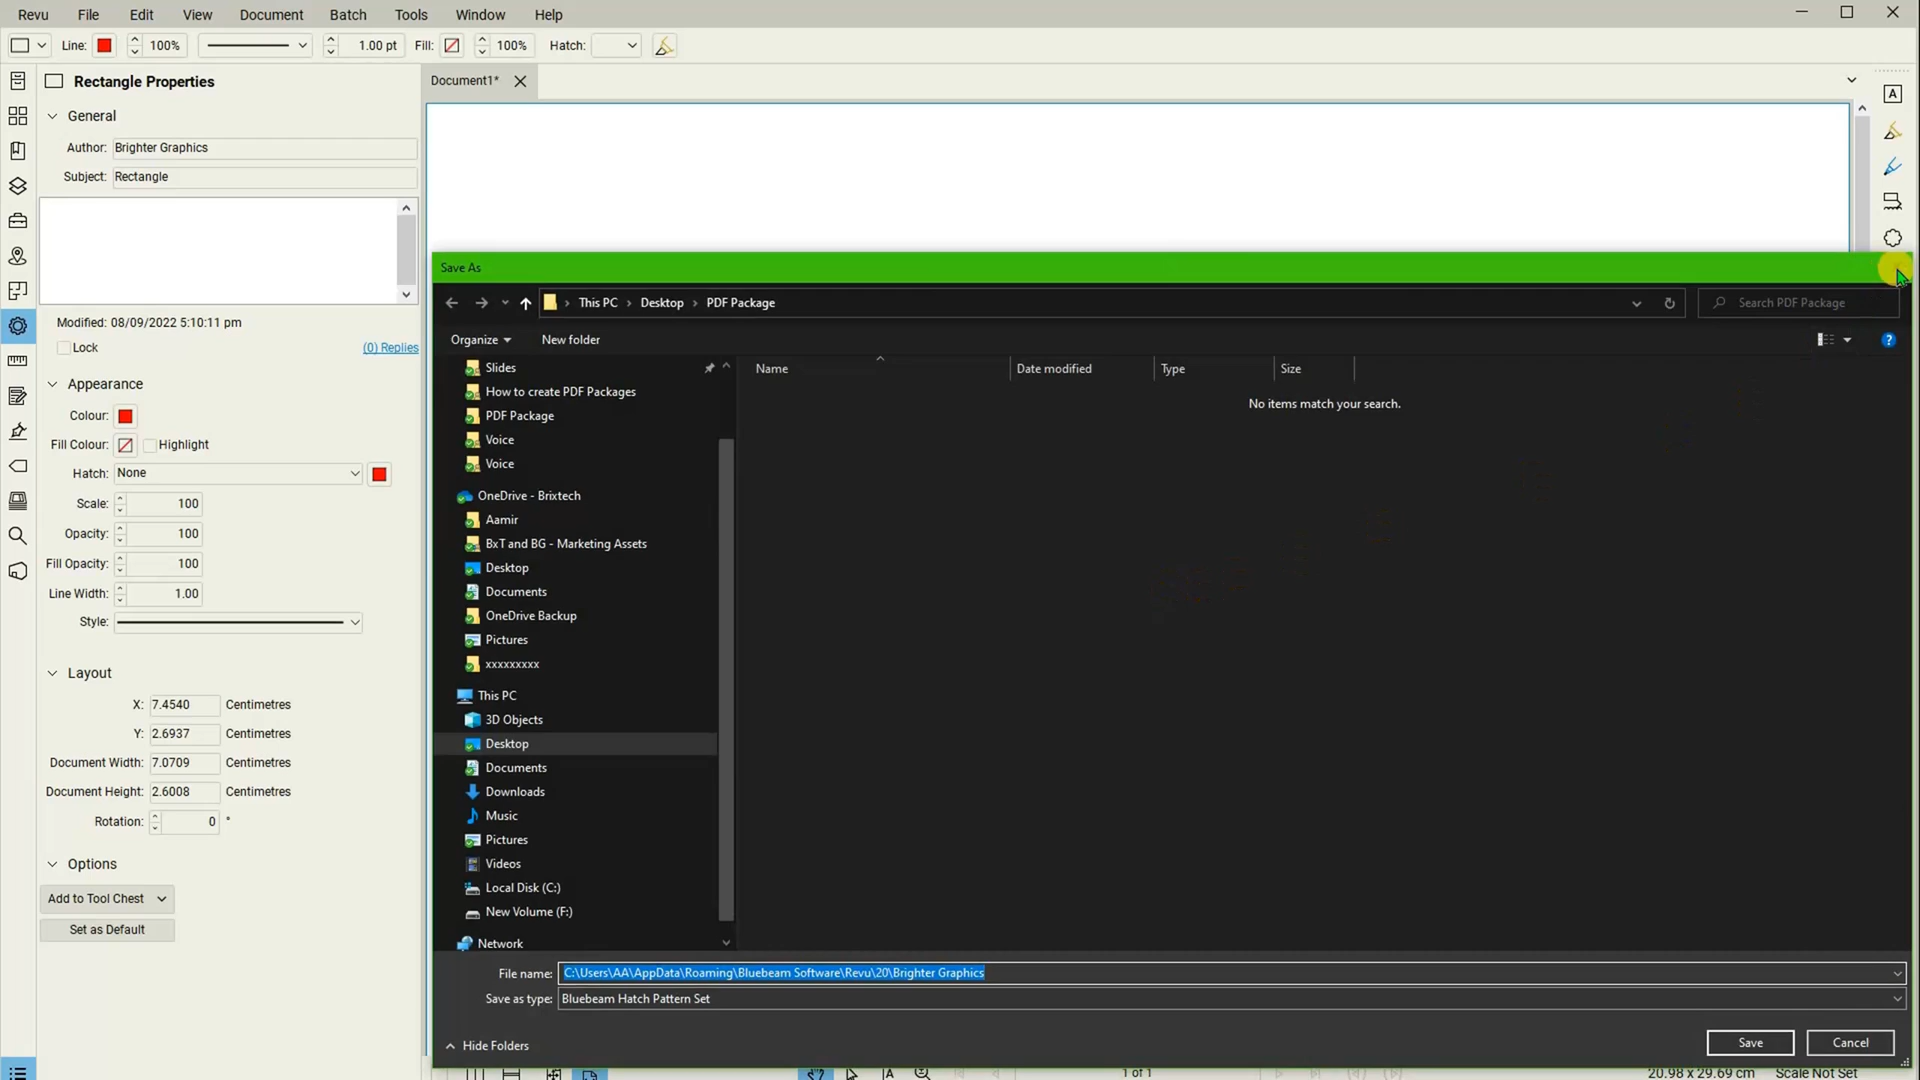 Revu File Edit View Document Batch Tools Window Help
Line: 100% 1.00 pt Fill: 100% Hatch:
Rectangle Properties
Document1*
General
Author: Brighter Graphics
Subject: Rectangle
Modified: 08/09/2022 5:10:11 pm
Lock (0) Replies
Appearance
Colour:
Fill Colour: Highlight
Hatch: None
Scale: 100
Opacity: 100
Fill Opacity: 100
Line Width: 1.00
Style:
Layout
X: 7.4540 Centimetres
Y: 2.6937 Centimetres
Document Width: 7.0709 Centimetres
Document Height: 2.6008 Centimetres
Rotation: 0 °
Options
Add to Tool Chest
Set as Default
Save As
This PC › Desktop › PDF Package
Search PDF Package
Organize New folder
Name Date modified Type Size
No items match your search.
Slides
How to create PDF Packages
PDF Package
Voice
Voice
OneDrive - Brixtech
Aamir
BxT and BG - Marketing Assets
Desktop
Documents
OneDrive Backup
Pictures
xxxxxxxxx
This PC
3D Objects
Desktop
Documents
Downloads
Music
Pictures
Videos
Local Disk (C:)
New Volume (F:)
Network
File name: C:\Users\AA\AppData\Roaming\Bluebeam Software\Revu\20\Brighter Graphics
Save as type: Bluebeam Hatch Pattern Set
Hide Folders
Save Cancel
1 of 1
20.98 x 29.69 cm Scale Not Set